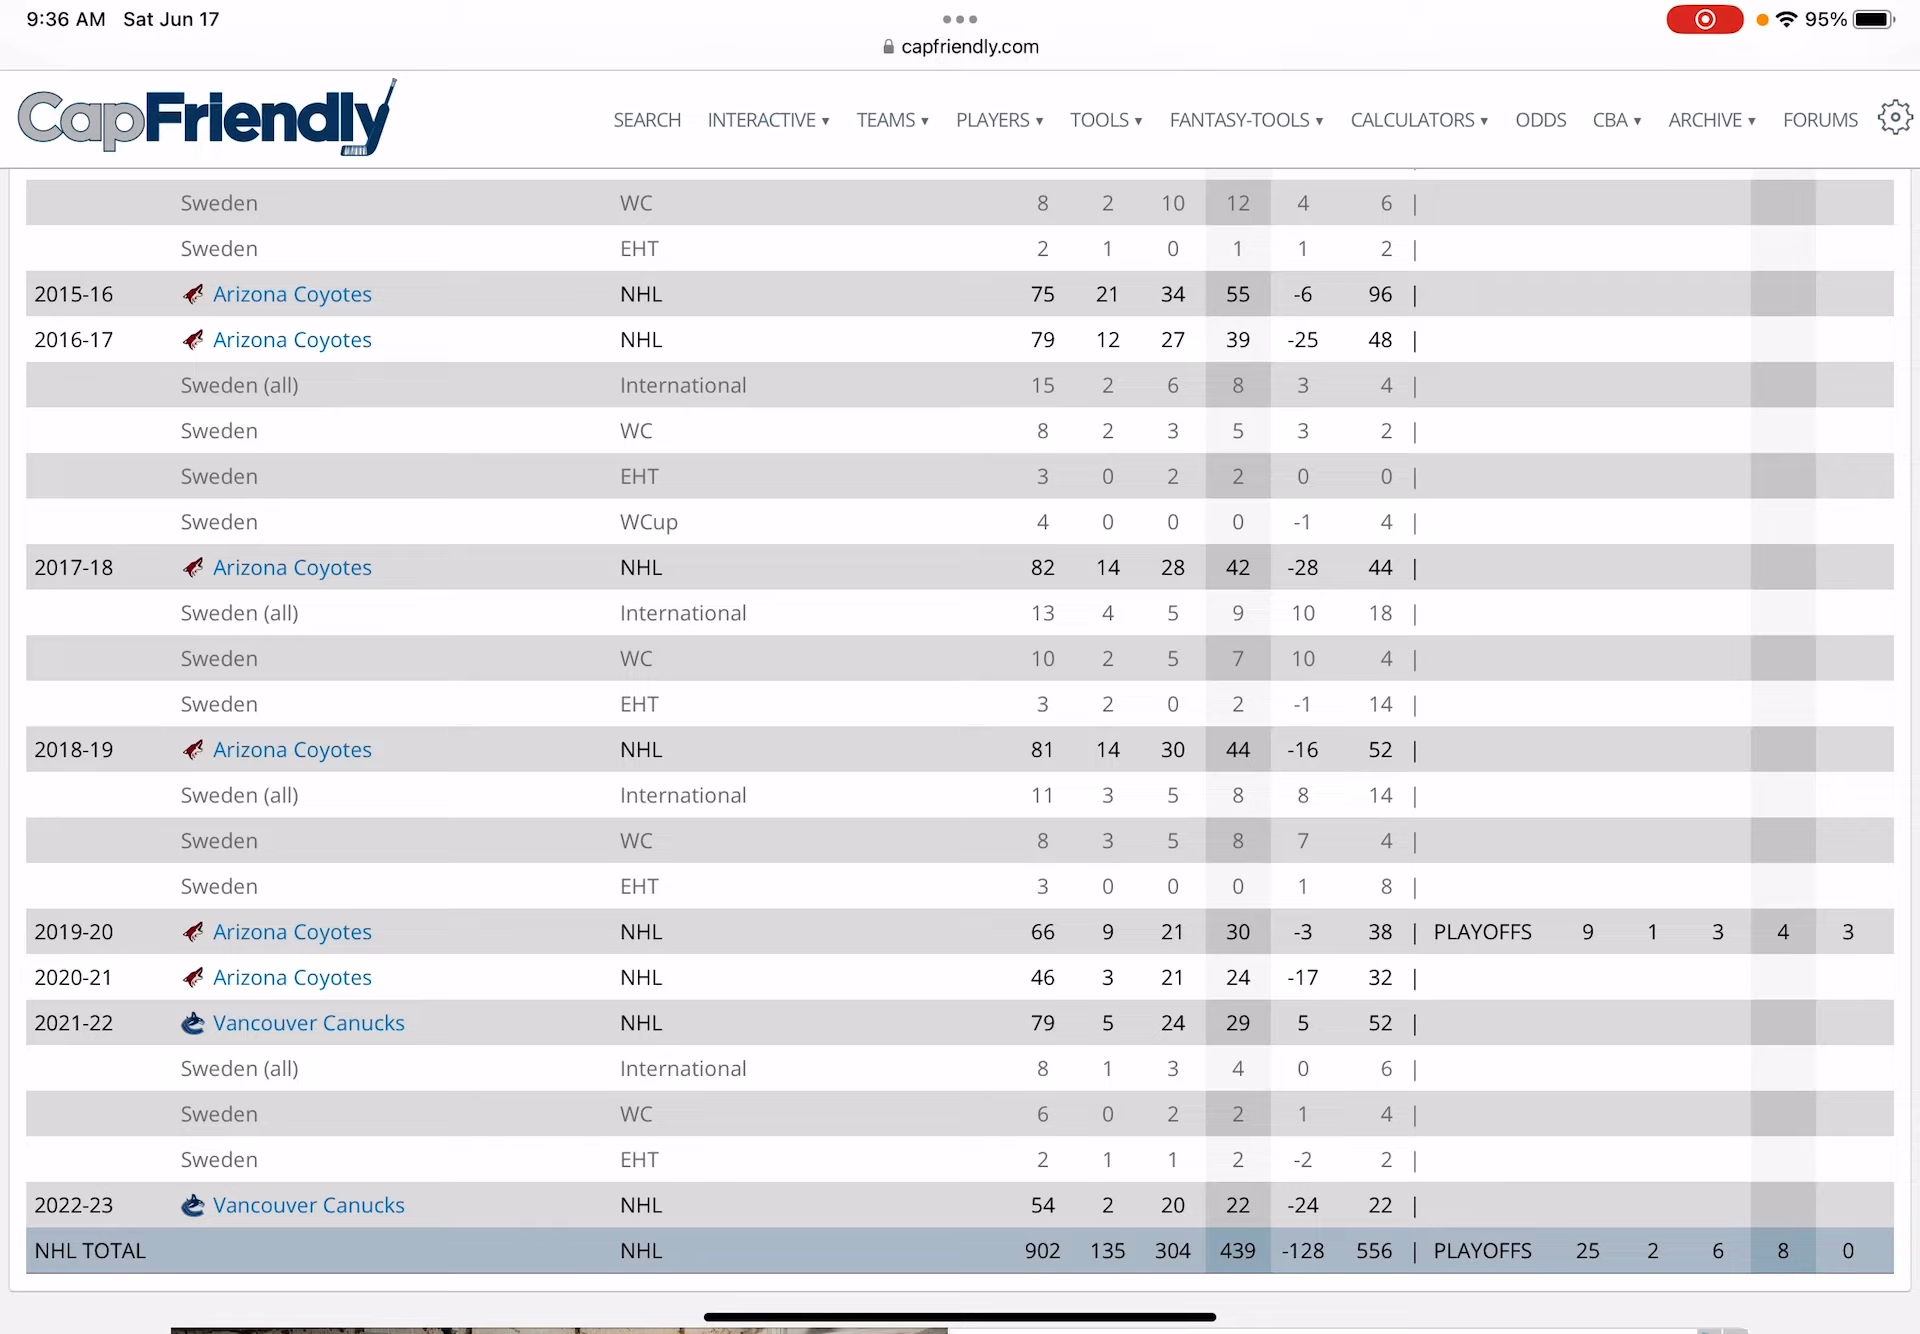 9:36 AM Sat Jun 17
95%
capfriendly.com
CapFriendly
SEARCH INTERACTIVE ▾ TEAMS ▾ PLAYERS ▾ TOOLS ▾ FANTASY-TOOLS ▾ CALCULATORS ▾ ODDS CBA ▾ ARCHIVE ▾ FORUMS
Sweden WC 8 2 10 12 4 6 |
Sweden EHT 2 1 0 1 1 2 |
2015-16 Arizona Coyotes NHL 75 21 34 55 -6 96 |
2016-17 Arizona Coyotes NHL 79 12 27 39 -25 48 |
Sweden (all) International 15 2 6 8 3 4 |
Sweden WC 8 2 3 5 3 2 |
Sweden EHT 3 0 2 2 0 0 |
Sweden WCup 4 0 0 0 -1 4 |
2017-18 Arizona Coyotes NHL 82 14 28 42 -28 44 |
Sweden (all) International 13 4 5 9 10 18 |
Sweden WC 10 2 5 7 10 4 |
Sweden EHT 3 2 0 2 -1 14 |
2018-19 Arizona Coyotes NHL 81 14 30 44 -16 52 |
Sweden (all) International 11 3 5 8 8 14 |
Sweden WC 8 3 5 8 7 4 |
Sweden EHT 3 0 0 0 1 8 |
2019-20 Arizona Coyotes NHL 66 9 21 30 -3 38 | PLAYOFFS 9 1 3 4 3
2020-21 Arizona Coyotes NHL 46 3 21 24 -17 32 |
2021-22 Vancouver Canucks NHL 79 5 24 29 5 52 |
Sweden (all) International 8 1 3 4 0 6 |
Sweden WC 6 0 2 2 1 4 |
Sweden EHT 2 1 1 2 -2 2 |
2022-23 Vancouver Canucks NHL 54 2 20 22 -24 22 |
NHL TOTAL NHL 902 135 304 439 -128 556 | PLAYOFFS 25 2 6 8 0